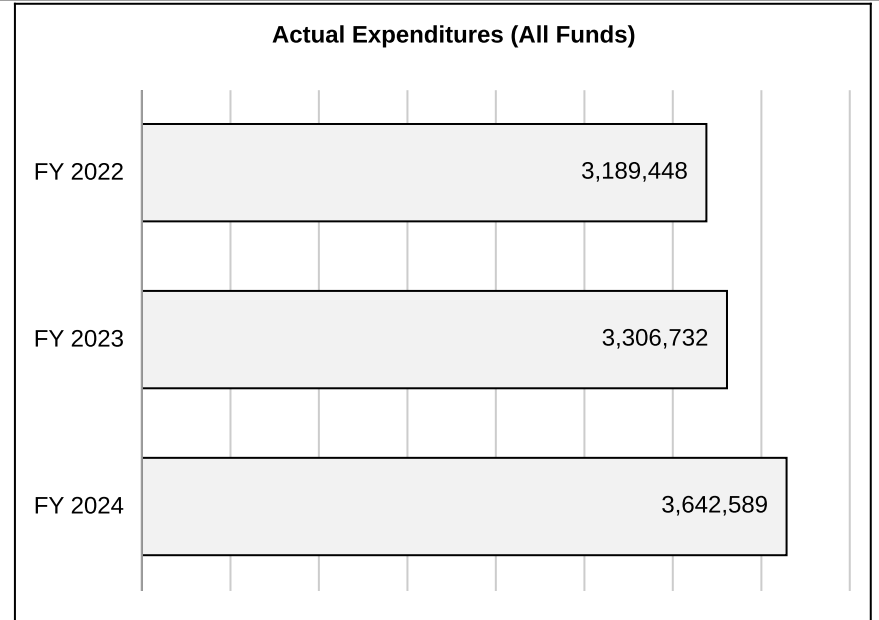 Actual Expenditures (All Funds)
FY 2022 3,189,448
FY 2023 3,306,732
FY 2024 3,642,589